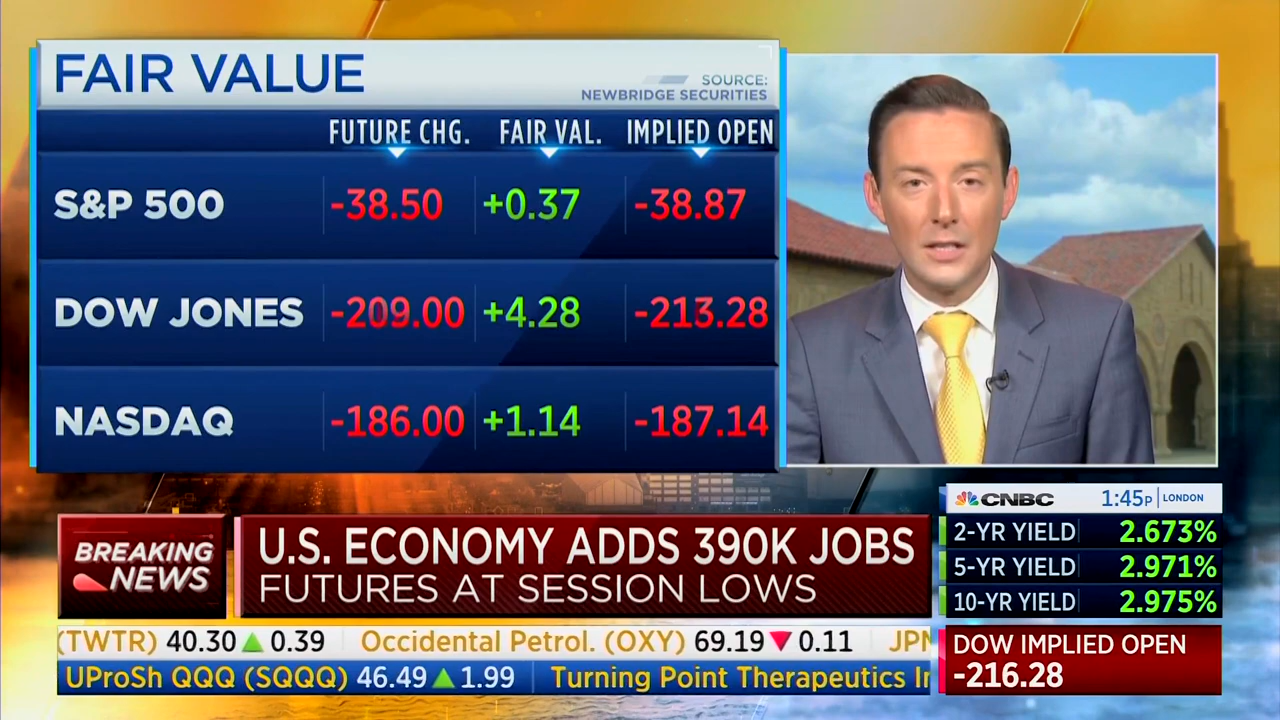 FAIR VALUE
SOURCE:
NEWBRIDGE SECURITIES
FUTURE CHG. FAIR VAL. IMPLIED OPEN
S&P 500 -38.50 +0.37 -38.87
DOW JONES -209.00 +4.28 -213.28
NASDAQ -186.00 +1.14 -187.14
BREAKING
NEWS
U.S. ECONOMY ADDS 390K JOBS
FUTURES AT SESSION LOWS
CNBC 1:45P LONDON
2-YR YIELD 2.673%
5-YR YIELD 2.971%
10-YR YIELD 2.975%
DOW IMPLIED OPEN
-216.28
(TWTR) 40.30 ▲ 0.39 Occidental Petrol. (OXY) 69.19 ▼ 0.11 JPM
UProSh QQQ (SQQQ) 46.49 ▲ 1.99 Turning Point Therapeutics